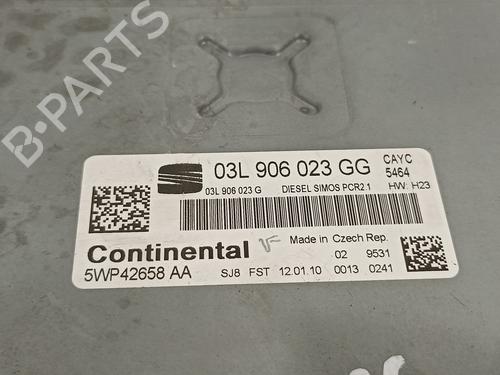 B-PARTS
03L 906 023 GG
CAYC
5464
03L 906 023 G DIESEL SIMOS PCR2.1 HW: H23
Continental
Made in Czech Rep.
02 9531
5WP42658 AA SJ8 FST 12.01.10 0013 0241